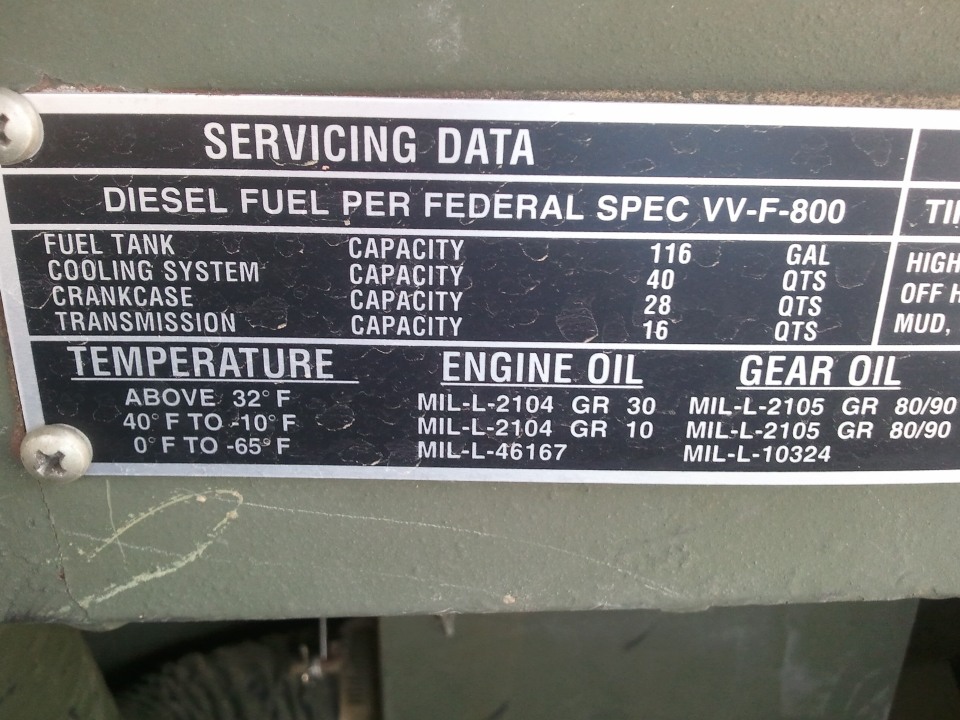 SERVICING DATA
DIESEL FUEL PER FEDERAL SPEC VV-F-800
FUEL TANK CAPACITY 116 GAL
COOLING SYSTEM CAPACITY 40 QTS
CRANKCASE CAPACITY 28 QTS
TRANSMISSION CAPACITY 16 QTS
HIGH
OFF H
MUD,
TEMPERATURE ENGINE OIL GEAR OIL
ABOVE 32° F MIL-L-2104 GR 30 MIL-L-2105 GR 80/90
40° F TO -10° F MIL-L-2104 GR 10 MIL-L-2105 GR 80/90
0° F TO -65° F MIL-L-46167 MIL-L-10324